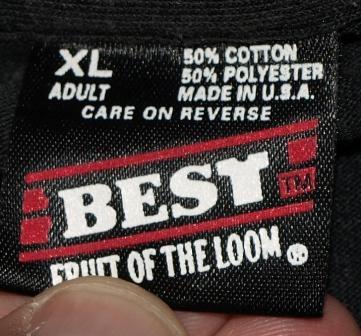 XL
ADULT
50% COTTON
50% POLYESTER
MADE IN U.S.A.
CARE ON REVERSE
BEST TM
FRUIT OF THE LOOM ®